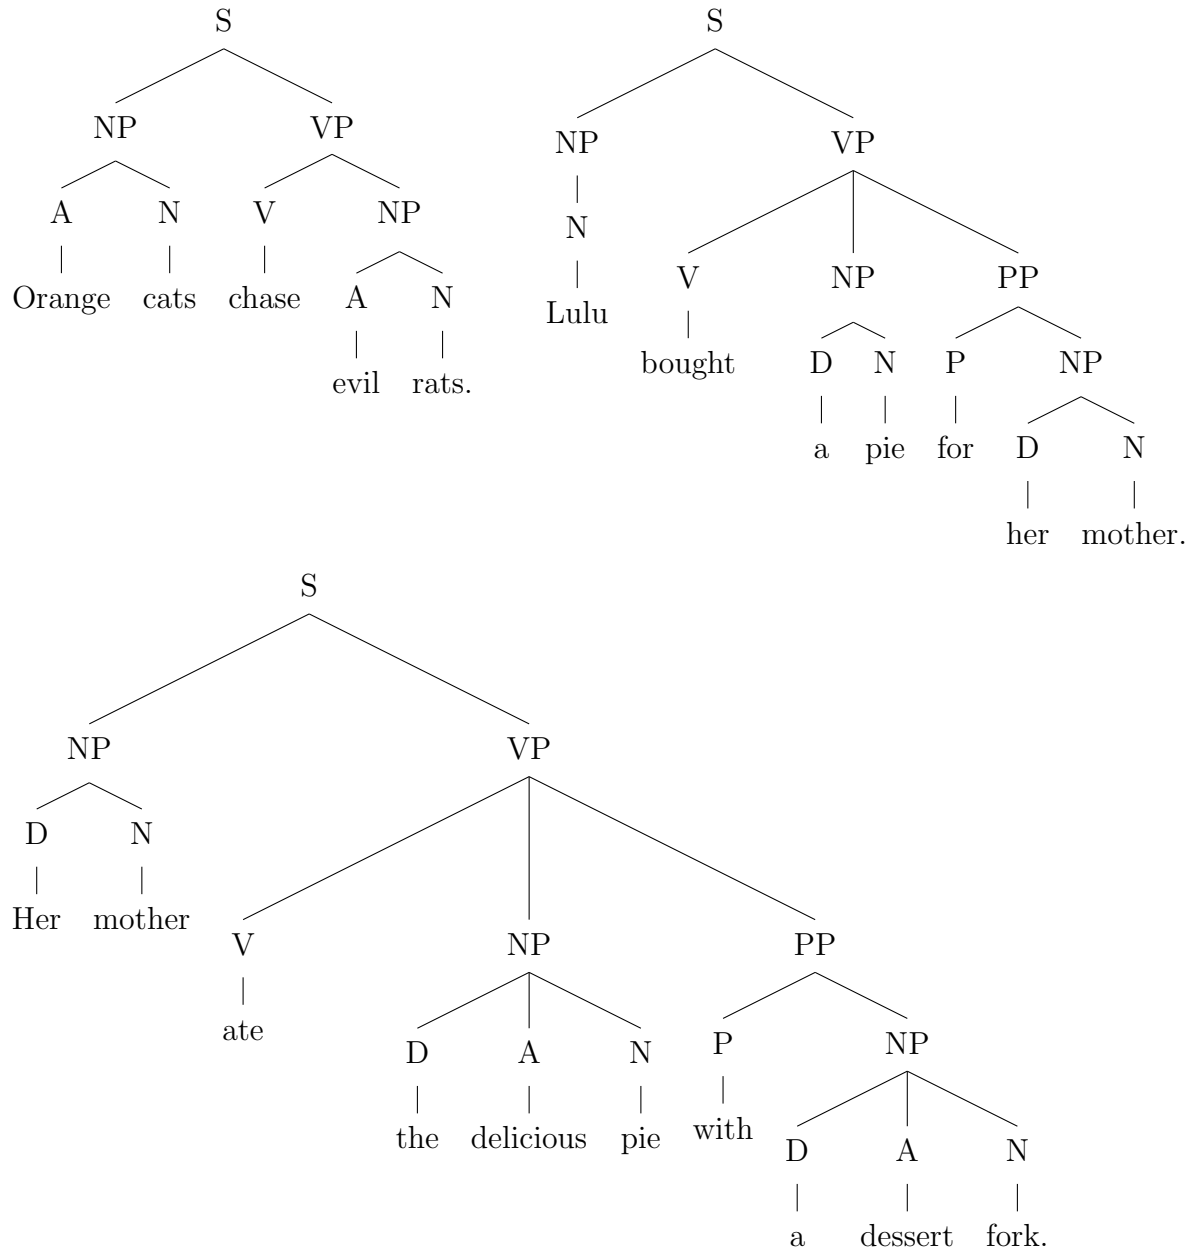 S S
NP VP NP VP
A N V NP N V NP PP
Orange cats chase A N Lulu bought D N P NP
evil rats. a pie for D N
her mother.
S
NP VP
D N V NP PP
Her mother ate D A N P NP
the delicious pie with D A N
a dessert fork.